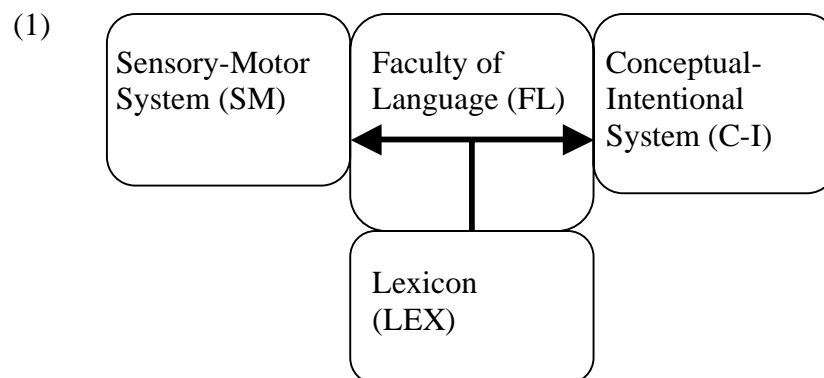 (1)
Sensory-Motor
System (SM)
Faculty of
Language (FL)
Conceptual-
Intentional
System (C-I)
Lexicon
(LEX)